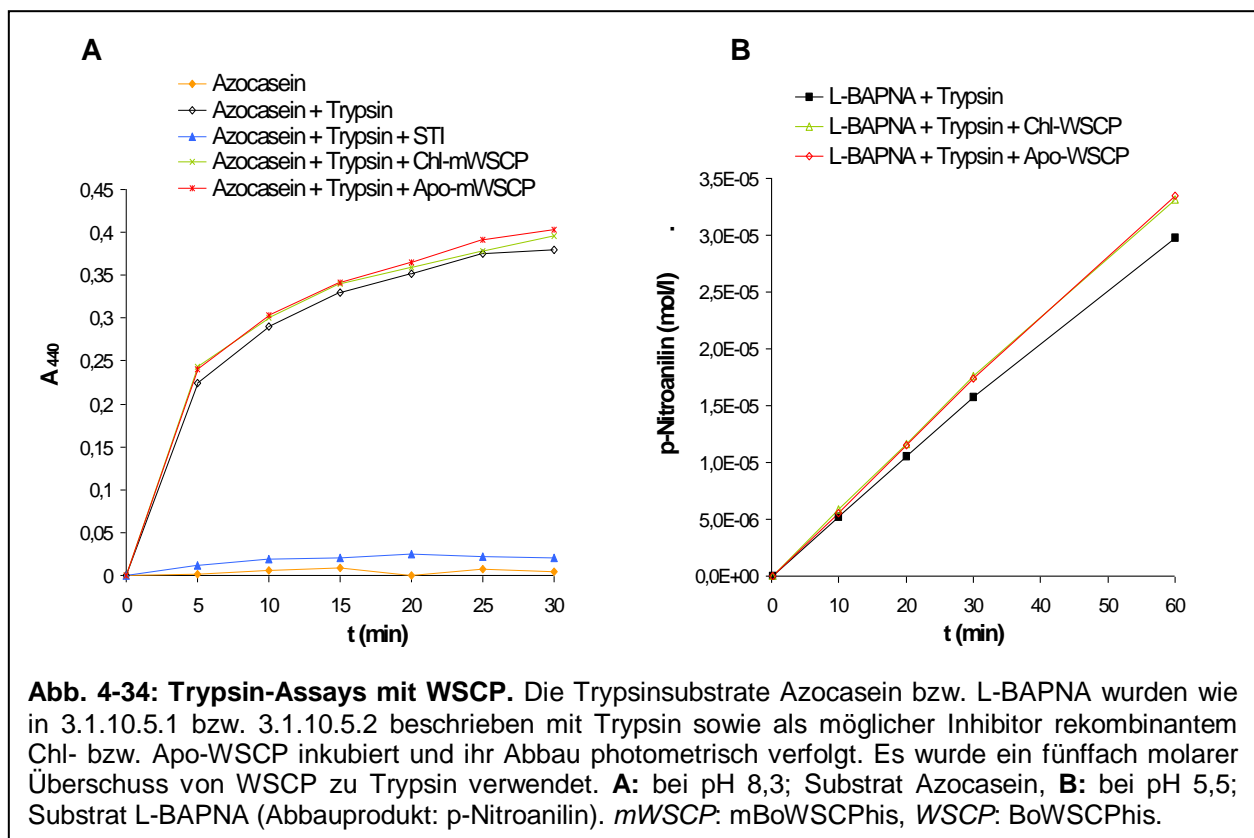 A
Azocasein
Azocasein + Trypsin
Azocasein + Trypsin + STI
Azocasein + Trypsin + Chl-mWSCP
Azocasein + Trypsin + Apo-mWSCP
0,45
0,4
0,35
0,3
0,25
0,2
0,15
0,1
0,05
0
A440
0 5 10 15 20 25 30
t (min)
B
L-BAPNA + Trypsin
L-BAPNA + Trypsin + Chl-WSCP
L-BAPNA + Trypsin + Apo-WSCP
3,5E-05
3,0E-05
2,5E-05
2,0E-05
1,5E-05
1,0E-05
5,0E-06
0,0E+00
p-Nitroanilin (mol/l)
0 10 20 30 40 50 60
t (min)
Abb. 4-34: Trypsin-Assays mit WSCP. Die Trypsinsubstrate Azocasein bzw. L-BAPNA wurden wie
in 3.1.10.5.1 bzw. 3.1.10.5.2 beschrieben mit Trypsin sowie als möglicher Inhibitor rekombinantem
Chl- bzw. Apo-WSCP inkubiert und ihr Abbau photometrisch verfolgt. Es wurde ein fünffach molarer
Überschuss von WSCP zu Trypsin verwendet. A: bei pH 8,3; Substrat Azocasein, B: bei pH 5,5;
Substrat L-BAPNA (Abbauprodukt: p-Nitroanilin). mWSCP: mBoWSCPhis, WSCP: BoWSCPhis.